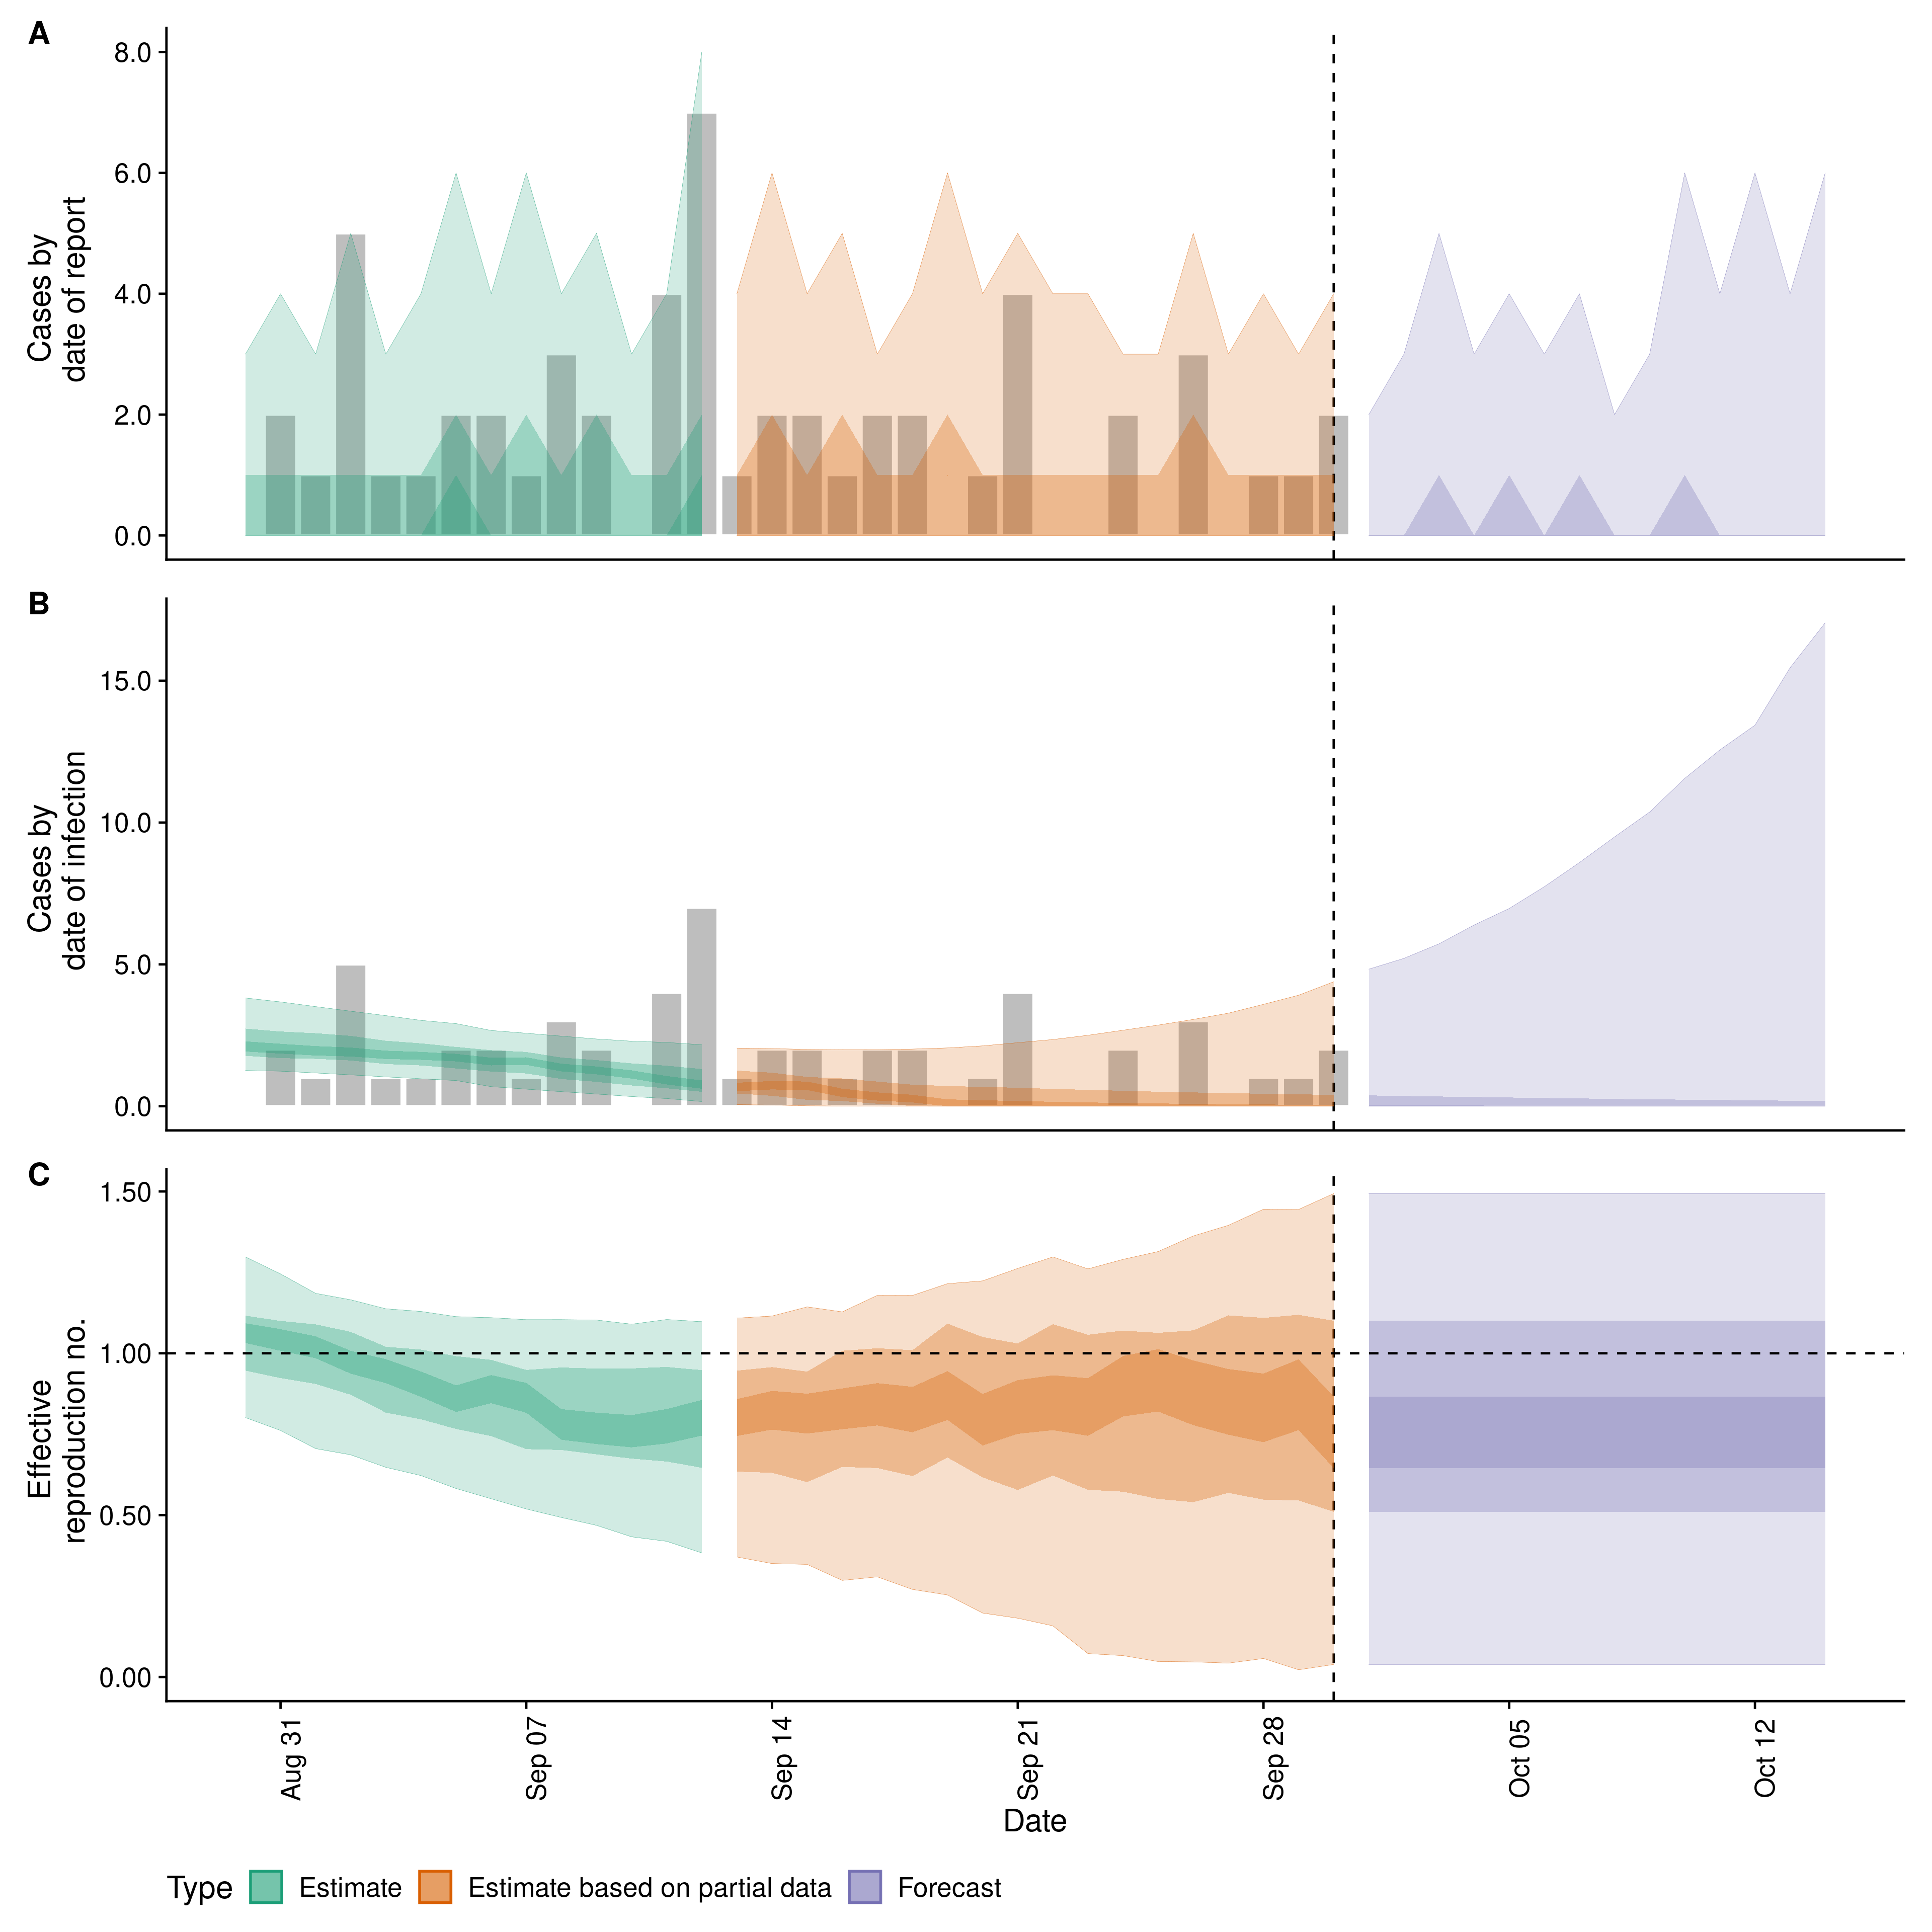 A
Cases by
date of report
8.0
6.0
4.0
2.0
0.0
B
Cases by
date of infection
15.0
10.0
5.0
0.0
C
Effective
reproduction no.
1.50
1.00
0.50
0.00
Aug 31
Sep 07
Sep 14
Sep 21
Sep 28
Oct 05
Oct 12
Date
Type Estimate Estimate based on partial data Forecast